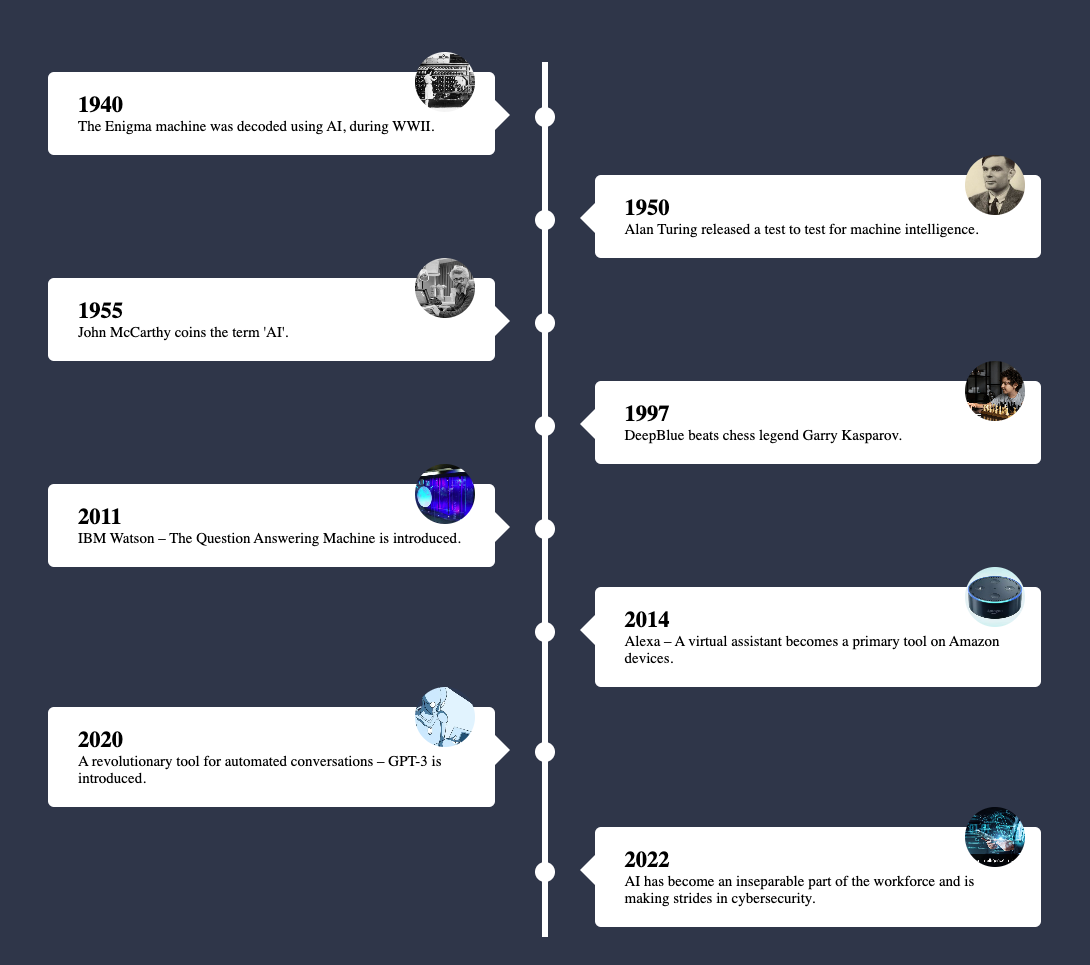 1940
The Enigma machine was decoded using AI, during WWII.
1950
Alan Turing released a test to test for machine intelligence.
1955
John McCarthy coins the term 'AI'.
1997
DeepBlue beats chess legend Garry Kasparov.
2011
IBM Watson – The Question Answering Machine is introduced.
2014
Alexa – A virtual assistant becomes a primary tool on Amazon
devices.
2020
A revolutionary tool for automated conversations – GPT-3 is
introduced.
2022
AI has become an inseparable part of the workforce and is
making strides in cybersecurity.